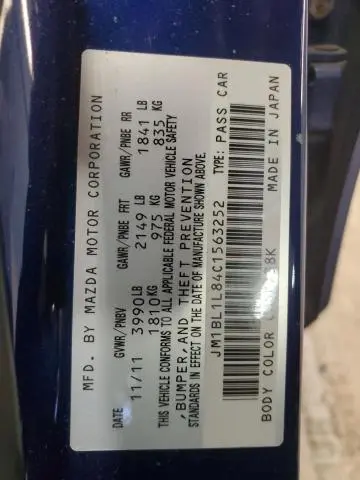 MFD. BY MAZDA MOTOR CORPORATION
DATE GVWR/PNBV GAWR/PNBE FRT GAWR/PNBE RR
11/11 3990LB 2149 LB 1841 LB
1810KG 975 KG 835 KG
THIS VEHICLE CONFORMS TO ALL APPLICABLE FEDERAL MOTOR VEHICLE SAFETY
,BUMPER,AND THEFT PREVENTION
STANDARDS IN EFFECT ON THE DATE OF MANUFACTURE SHOWN ABOVE.
JM1BL1L84C1563252 TYPE: PASS CAR
BODY COLOR MADE IN JAPAN